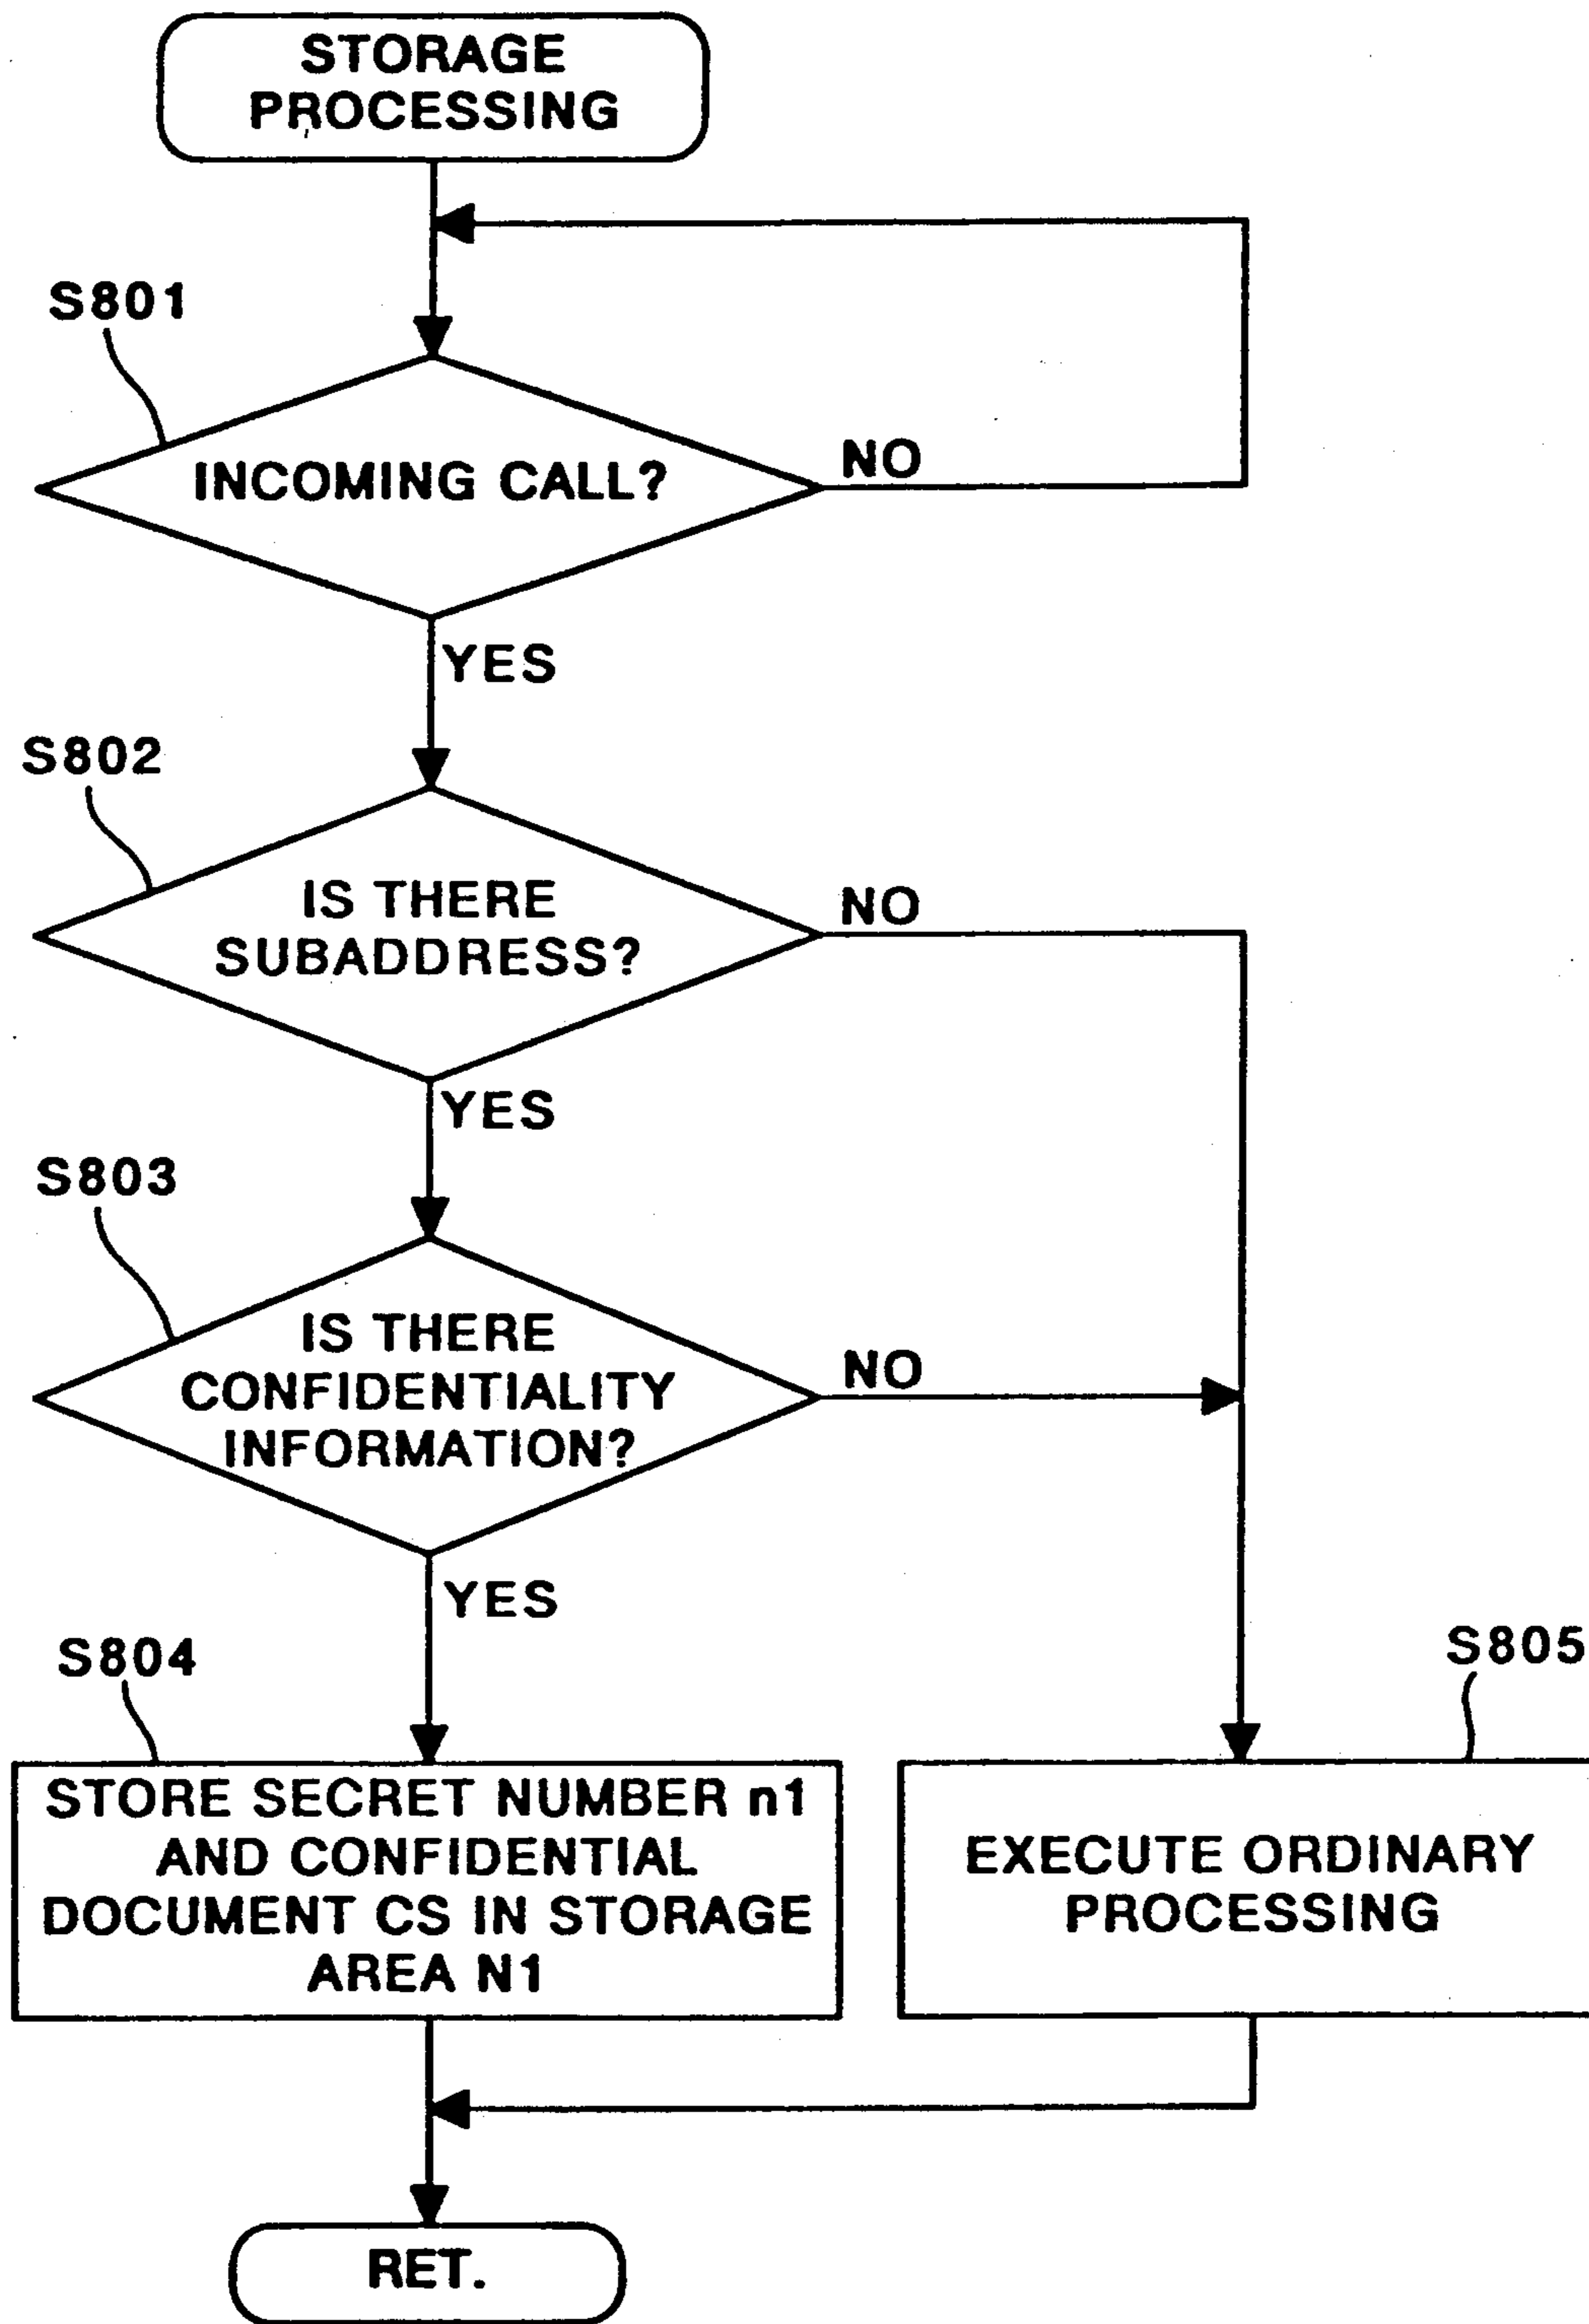 STORAGE
PROCESSING
S801
INCOMING CALL?
NO
YES
S802
IS THERE
SUBADDRESS?
NO
YES
S803
IS THERE
CONFIDENTIALITY
INFORMATION?
NO
YES
S804
STORE SECRET NUMBER n1
AND CONFIDENTIAL
DOCUMENT CS IN STORAGE
AREA N1
S805
EXECUTE ORDINARY
PROCESSING
RET.